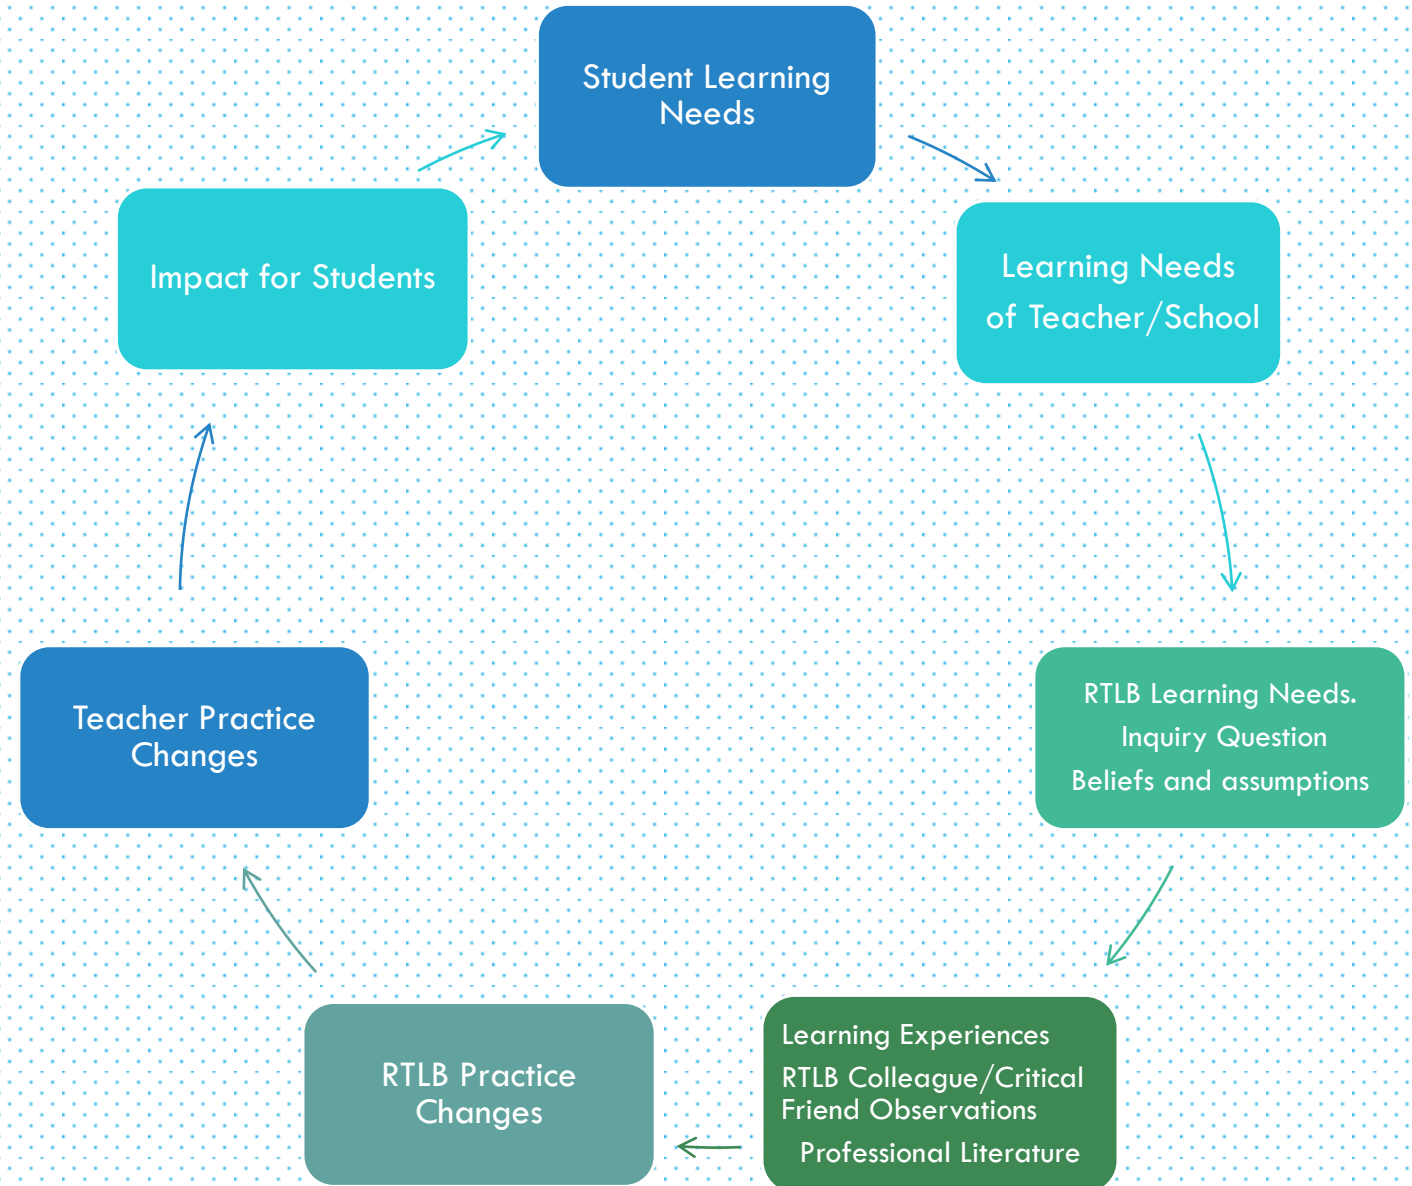 Student Learning
Needs
Learning Needs
of Teacher/School
RTLB Learning Needs.
Inquiry Question
Beliefs and assumptions
Learning Experiences
RTLB Colleague/Critical
Friend Observations
Professional Literature
RTLB Practice
Changes
Teacher Practice
Changes
Impact for Students